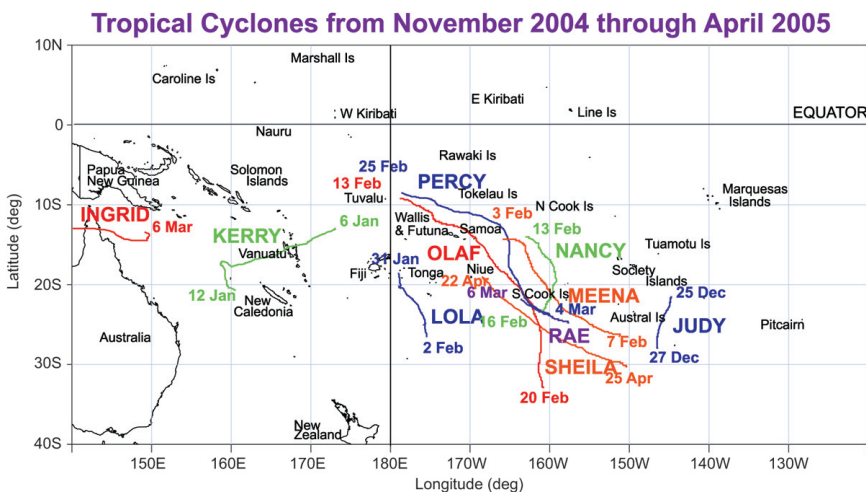 Tropical Cyclones from November 2004 through April 2005
10N
Marshall Is
Caroline Is
E Kiribati
W Kiribati
Line Is
EQUATOR
0
Nauru
Rawaki Is
25 Feb
Papua
New Guinea
Solomon
Islands
13 Feb
PERCY
Tokelau Is
Marquesas
Islands
Tuvalu
N Cook Is
10S
INGRID
6 Mar
6 Jan
Wallis
& Futuna
3 Feb
Samoa
13 Feb
KERRY
Vanuatu
OLAF
NANCY
Tuamotu Is
31 Jan
Fiji
Tonga
Niue
Society
Islands
20S
22 Apr
12 Jan
6 Mar
S Cook Is
MEENA
25 Dec
New
Caledonia
4 Mar
LOLA
16 Feb
Austral Is
JUDY
Pitcairn
Australia
RAE
2 Feb
7 Feb
27 Dec
30S
SHEILA
25 Apr
20 Feb
New
Zealand
40S
150E
160E
170E
180
170W
160W
150W
140W
130W
Latitude (deg)
Longitude (deg)